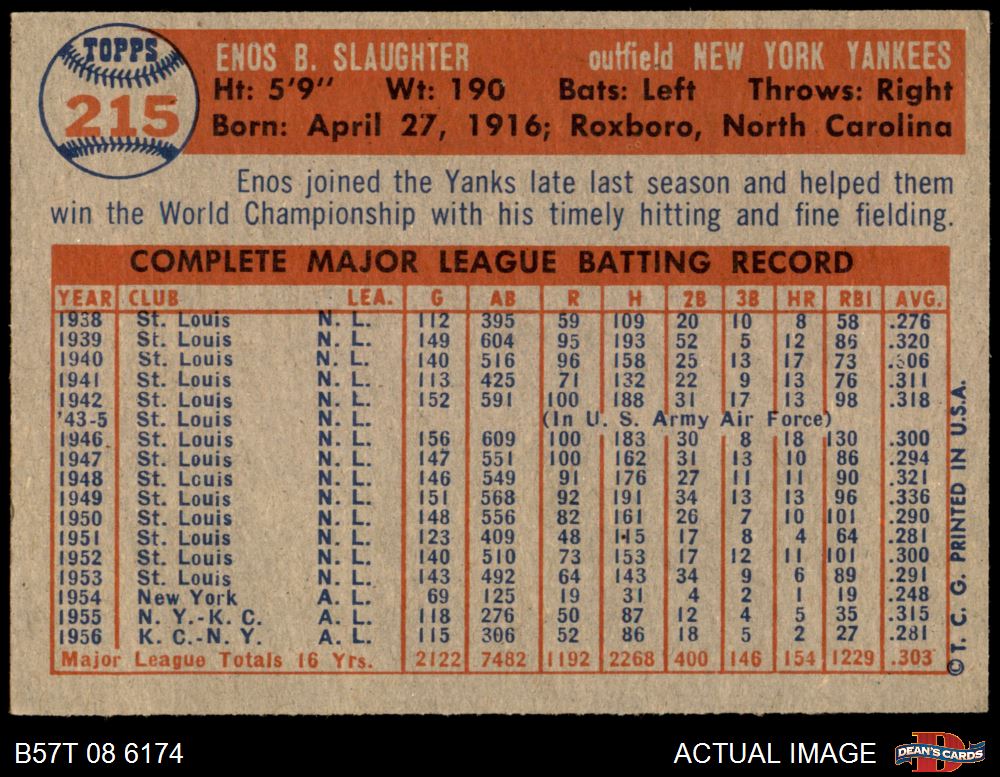 TOPPS
215
ENOS B. SLAUGHTER outfield NEW YORK YANKEES
Ht: 5'9" Wt: 190 Bats: Left Throws: Right
Born: April 27, 1916; Roxboro, North Carolina
Enos joined the Yanks late last season and helped them
win the World Championship with his timely hitting and fine fielding.
COMPLETE MAJOR LEAGUE BATTING RECORD
YEAR CLUB LEA. G AB R H 2B 3B HR RBI AVG.
1938 St. Louis N. L. 112 395 59 109 20 10 8 58 .276
1939 St. Louis N. L. 149 604 95 193 52 5 12 86 .320
1940 St. Louis N. L. 140 516 96 158 25 13 17 73 .306
1941 St. Louis N. L. 113 425 71 132 22 9 13 76 .311
1942 St. Louis N. L. 152 591 100 188 31 17 13 98 .318
'43-5 St. Louis N. L. (In U. S. Army Air Force)
1946 St. Louis N. L. 156 609 100 183 30 8 18 130 .300
1947 St. Louis N. L. 147 551 100 162 31 13 10 86 .294
1948 St. Louis N. L. 146 549 91 176 27 11 11 90 .321
1949 St. Louis N. L. 151 568 92 191 34 13 13 96 .336
1950 St. Louis N. L. 148 556 82 161 26 7 10 101 .290
1951 St. Louis N. L. 123 409 48 115 17 8 4 64 .281
1952 St. Louis N. L. 140 510 73 153 17 12 11 101 .300
1953 St. Louis N. L. 143 492 64 143 34 9 6 89 .291
1954 New York A. L. 69 125 19 31 4 2 1 19 .248
1955 N. Y.-K. C. A. L. 118 276 50 87 12 4 5 35 .315
1956 K. C.-N. Y. A. L. 115 306 52 86 18 5 2 27 .281
Major League Totals 16 Yrs. 2122 7482 1192 2268 400 146 154 1229 .303
©T. C. G. PRINTED IN U.S.A.
B57T 08 6174 ACTUAL IMAGE DEAN'S CARDS